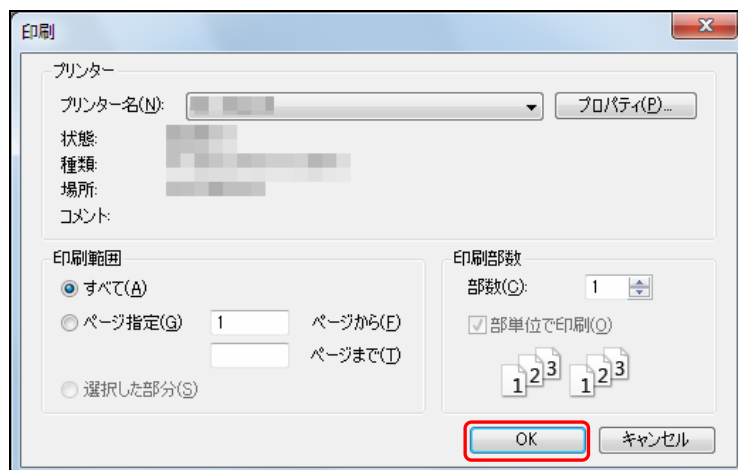 印刷
プリンター
プリンター名(N):
プロパティ(P)...
状態:
種類:
場所:
コメント:
印刷範囲
すべて(A)
ページ指定(G) 1 ページから(F)
ページまで(T)
選択した部分(S)
印刷部数
部数(C): 1
部単位で印刷(O)
1 2 3 1 2 3
OK
キャンセル